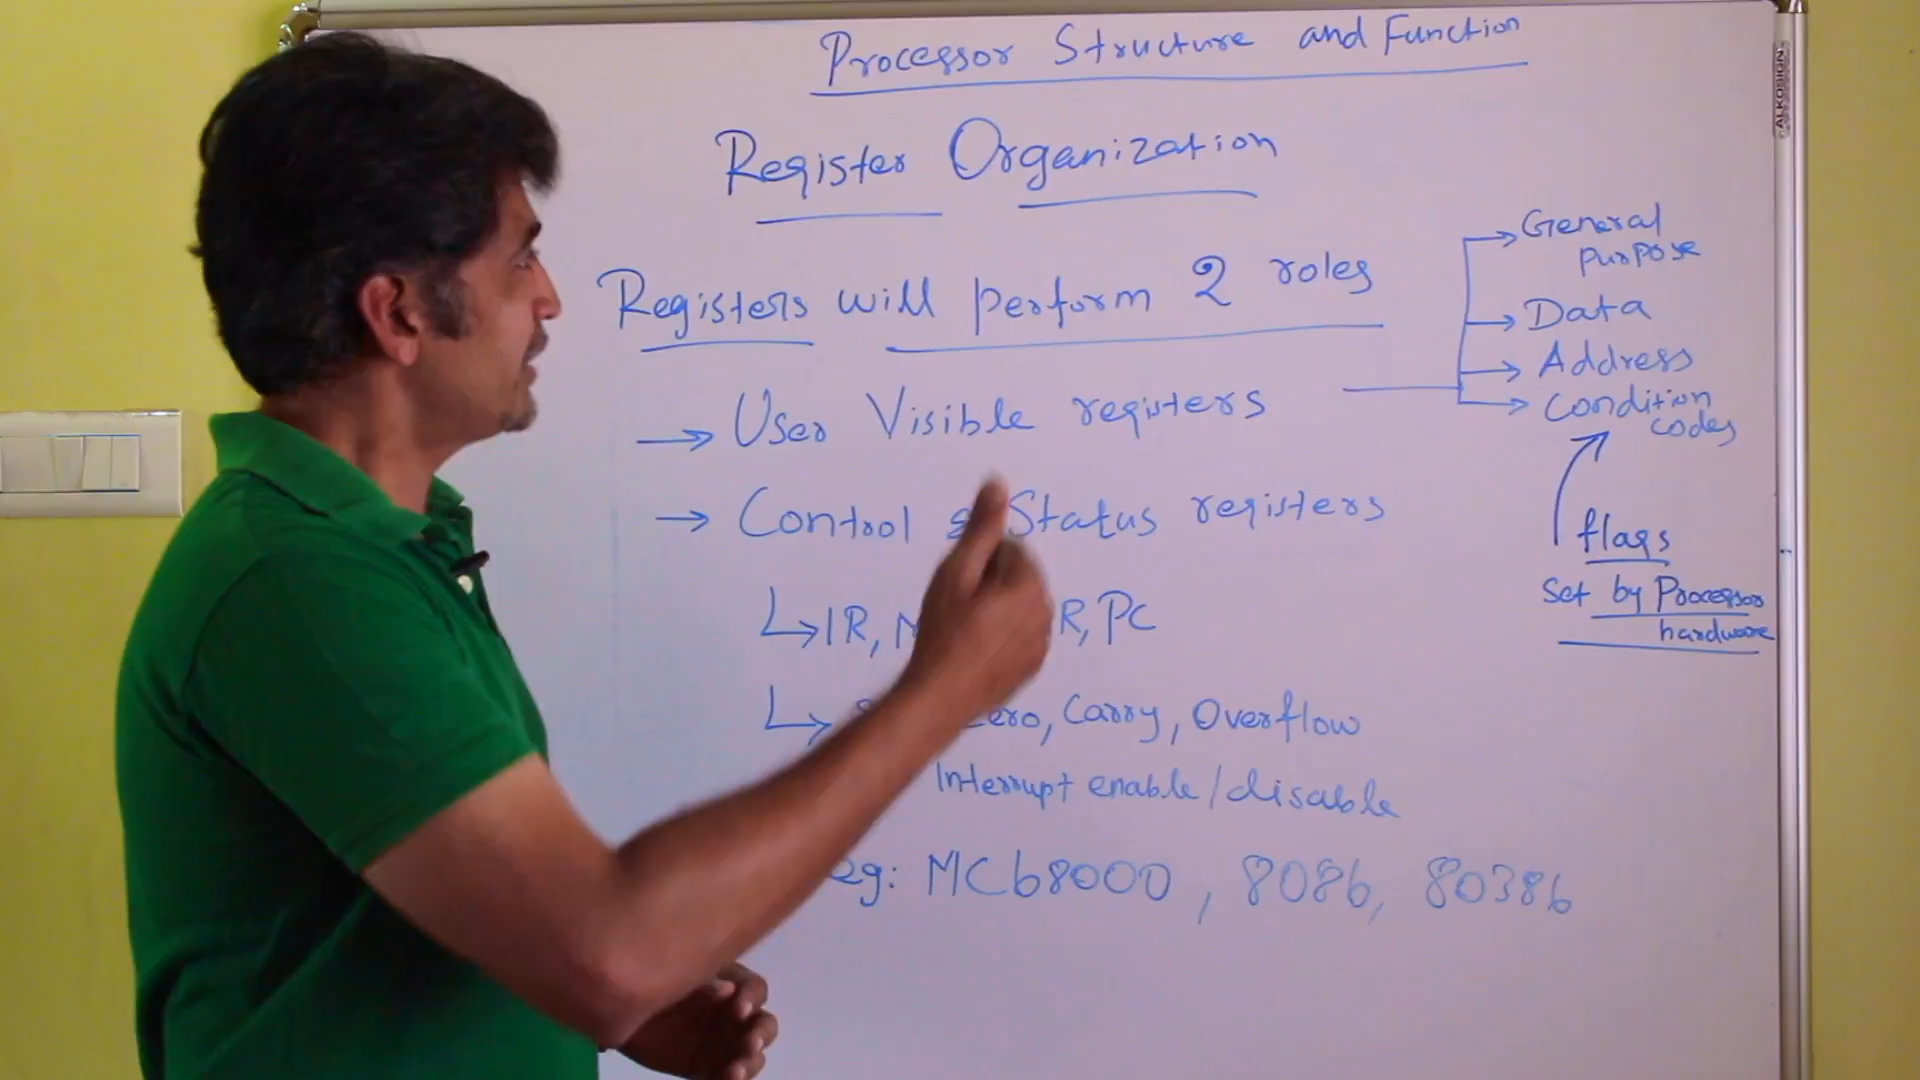 Processor Structure and Function
Register Organization
Registers will perform 2 roles
→ User Visible registers
→ General purpose
→ Data
→ Address
→ Condition codes
flags
set by Processor
hardware
→ Control & Status registers
IR, R, PC
Carry, Overflow
Interrupt enable/disable
eg: MC68000, 8086, 80386
ALKOSIGN